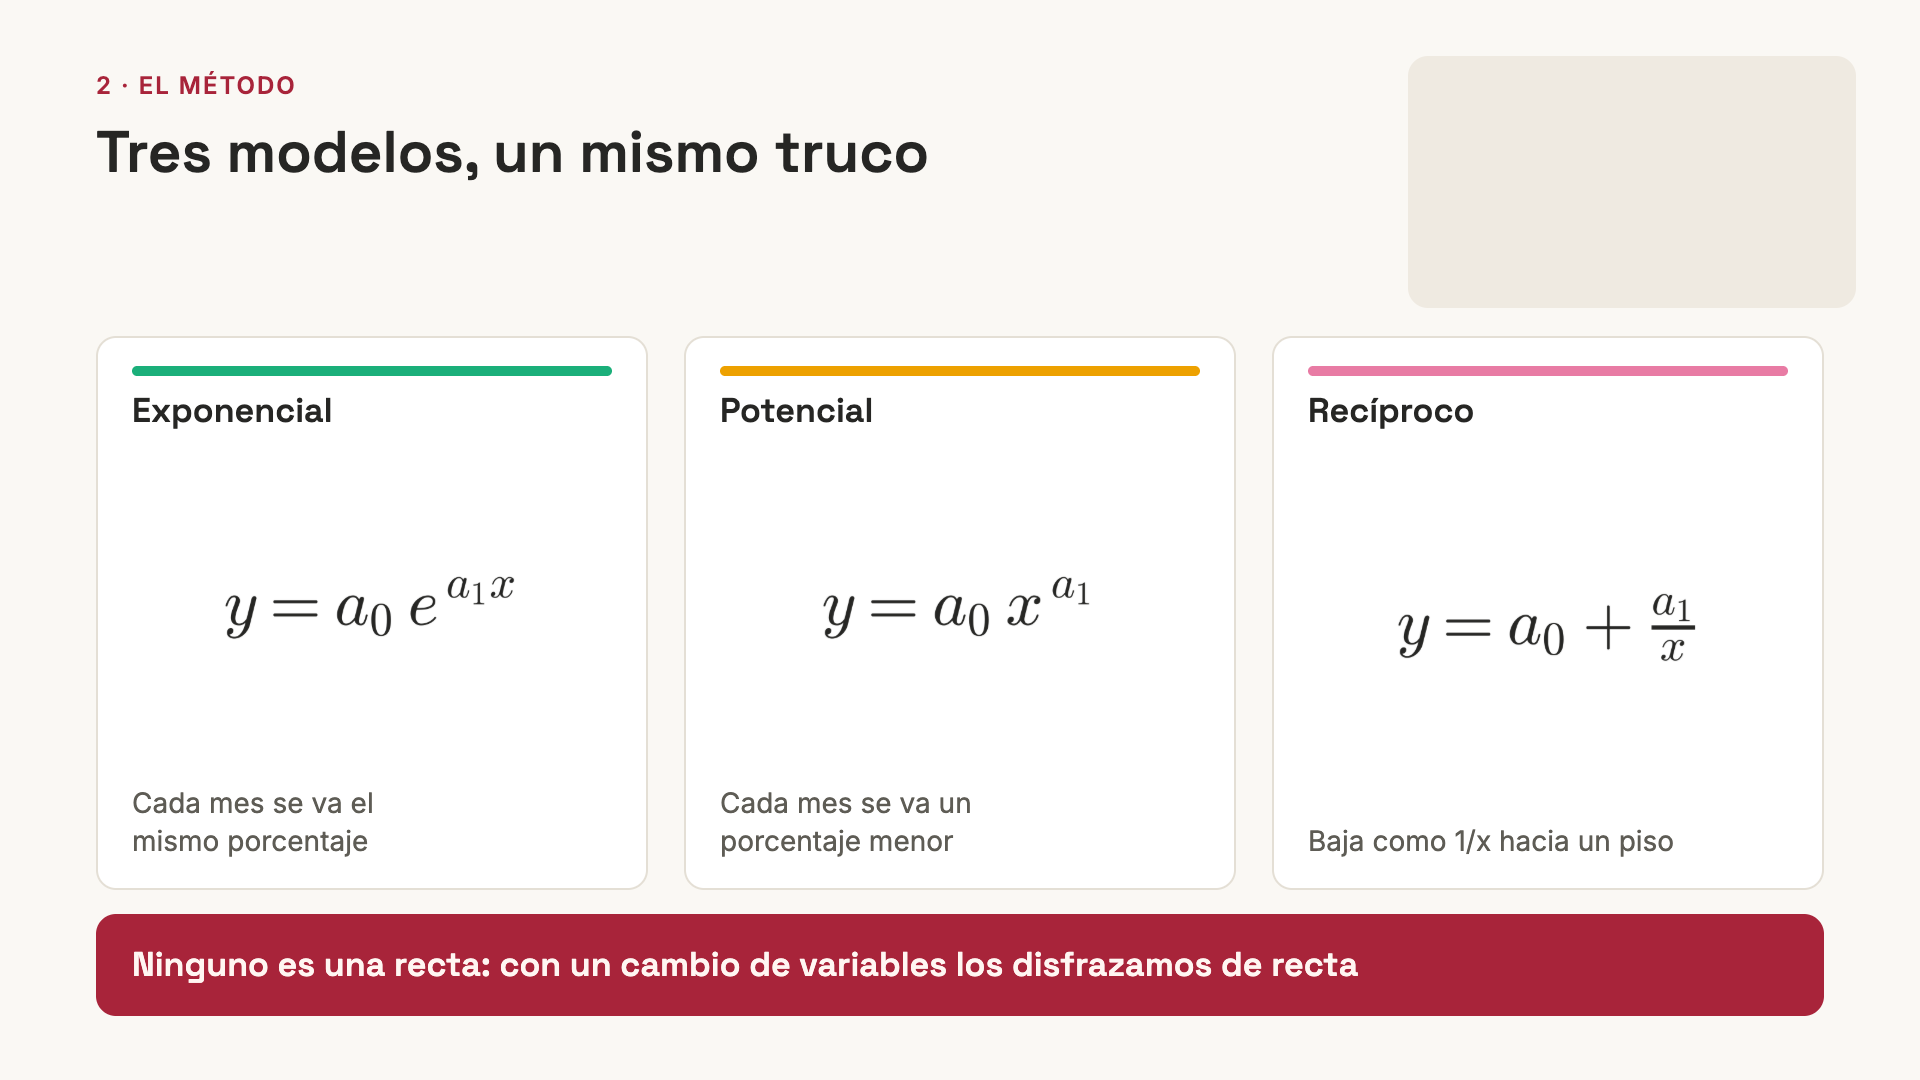 2 · EL MÉTODO
Tres modelos, un mismo truco
Exponencial
y = a₀ e^{a₁x}
Cada mes se va el
mismo porcentaje
Potencial
y = a₀ x^{a₁}
Cada mes se va un
porcentaje menor
Recíproco
y = a₀ + a₁/x
Baja como 1/x hacia un piso
Ninguno es una recta: con un cambio de variables los disfrazamos de recta